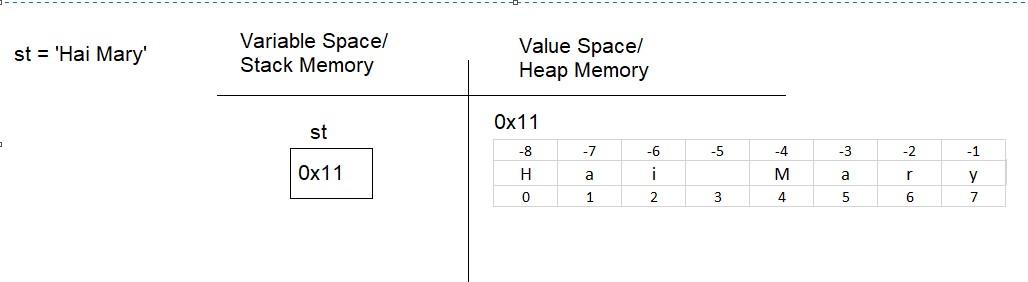 st = 'Hai Mary'
Variable Space/
Stack Memory
Value Space/
Heap Memory
st
0x11
0x11
-8 -7 -6 -5 -4 -3 -2 -1
H a i M a r y
0 1 2 3 4 5 6 7